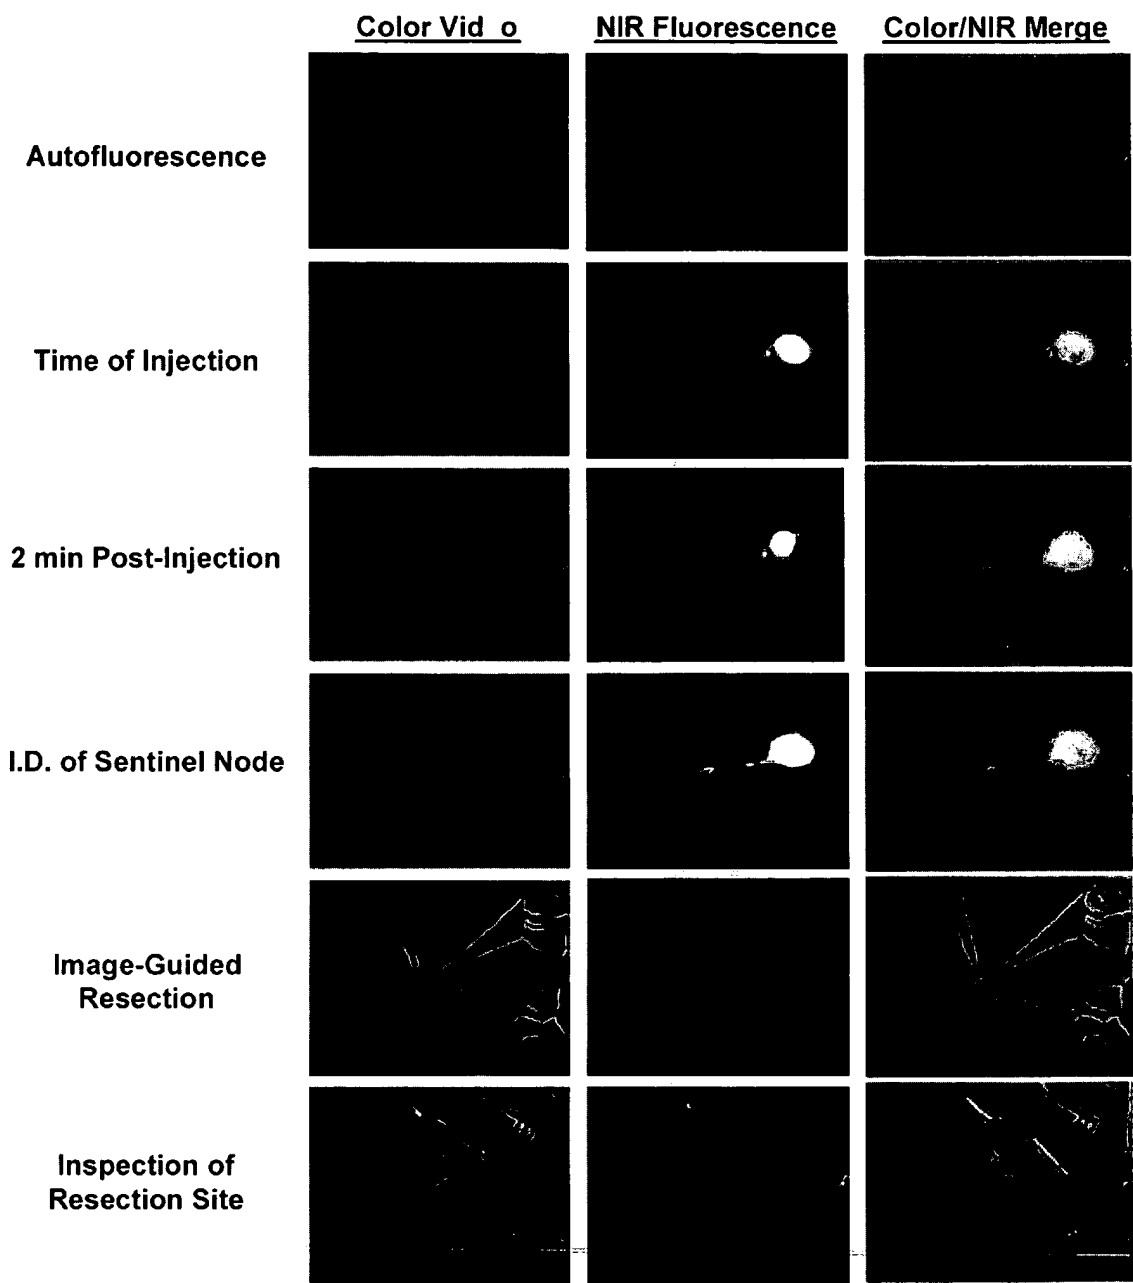 Color Vid o NIR Fluorescence Color/NIR Merge
Autofluorescence
Time of Injection
2 min Post-Injection
I.D. of Sentinel Node
Image-Guided
Resection
Inspection of
Resection Site